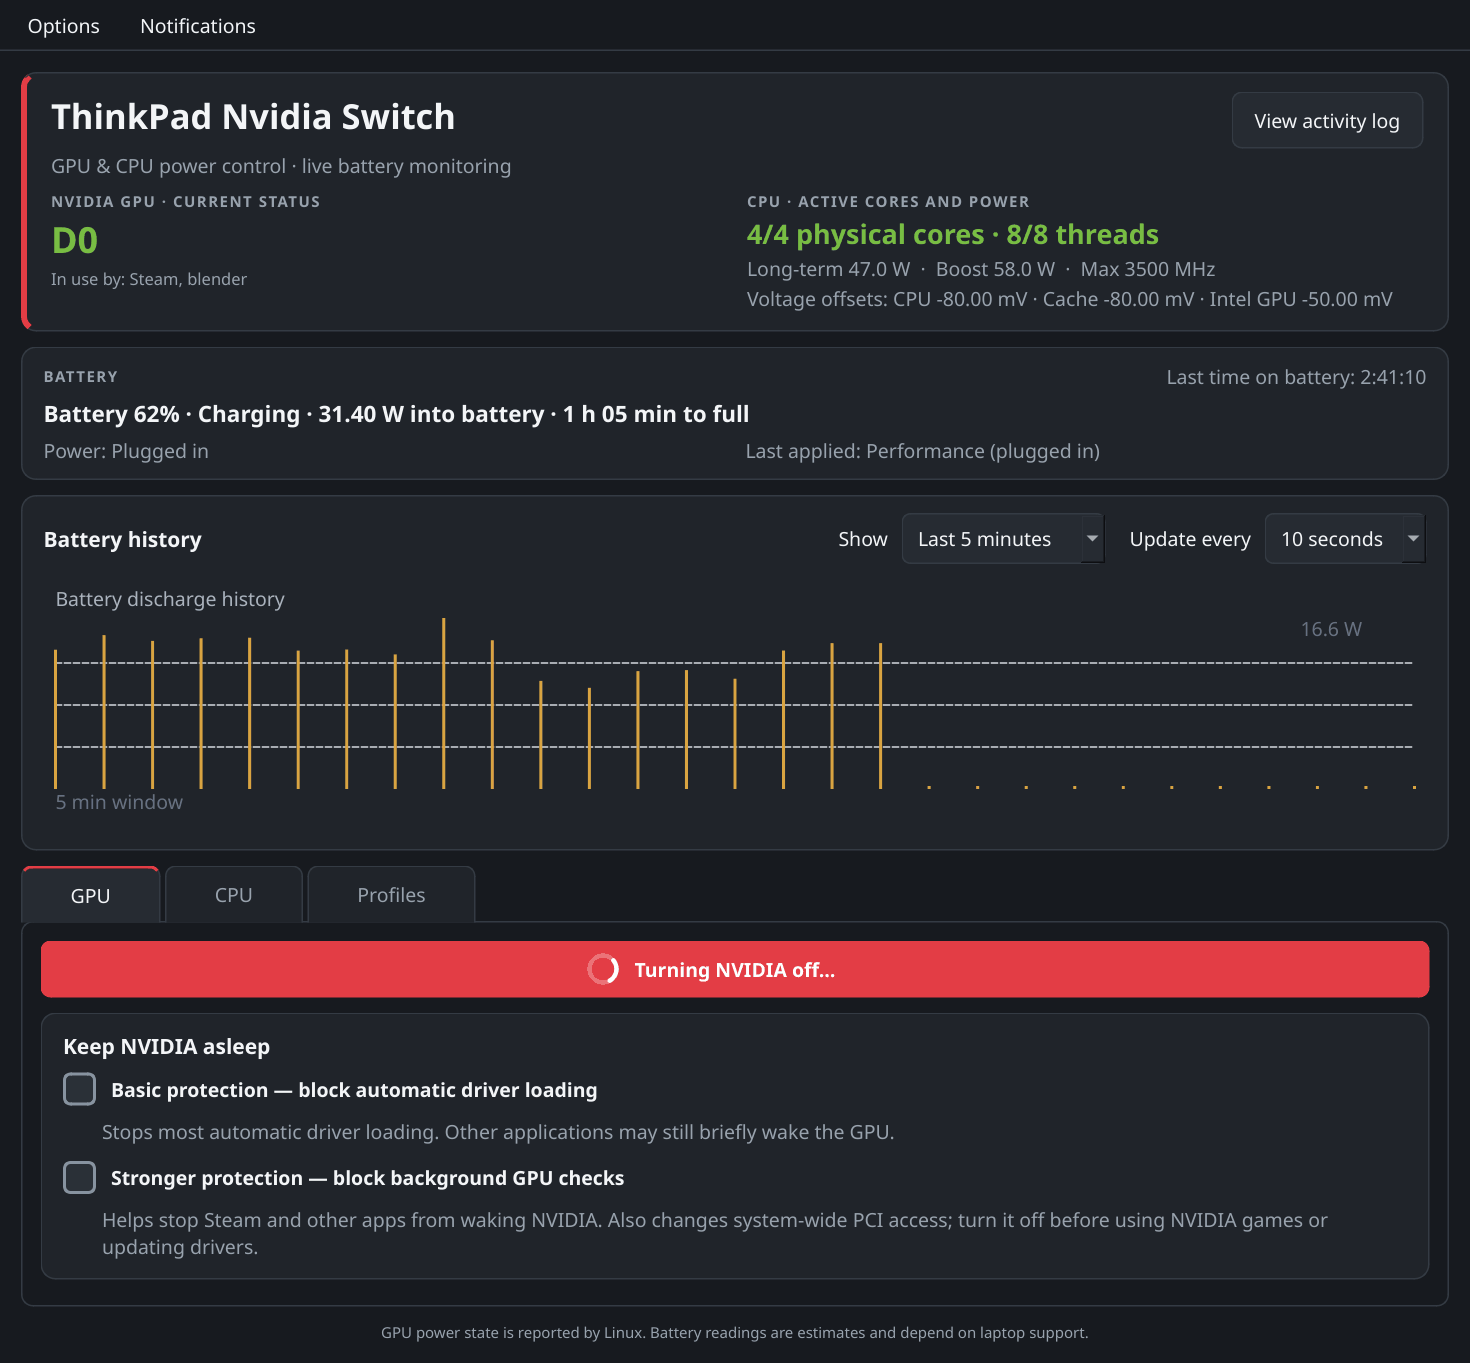 Options Notifications
ThinkPad Nvidia Switch
View activity log
GPU & CPU power control · live battery monitoring
NVIDIA GPU · CURRENT STATUS
D0
In use by: Steam, blender
CPU · ACTIVE CORES AND POWER
4/4 physical cores · 8/8 threads
Long-term 47.0 W · Boost 58.0 W · Max 3500 MHz
Voltage offsets: CPU -80.00 mV · Cache -80.00 mV · Intel GPU -50.00 mV
BATTERY
Last time on battery: 2:41:10
Battery 62% · Charging · 31.40 W into battery · 1 h 05 min to full
Power: Plugged in
Last applied: Performance (plugged in)
Battery history
Show Last 5 minutes Update every 10 seconds
Battery discharge history
16.6 W
5 min window
GPU CPU Profiles
Turning NVIDIA off...
Keep NVIDIA asleep
Basic protection — block automatic driver loading
Stops most automatic driver loading. Other applications may still briefly wake the GPU.
Stronger protection — block background GPU checks
Helps stop Steam and other apps from waking NVIDIA. Also changes system-wide PCI access; turn it off before using NVIDIA games or
updating drivers.
GPU power state is reported by Linux. Battery readings are estimates and depend on laptop support.